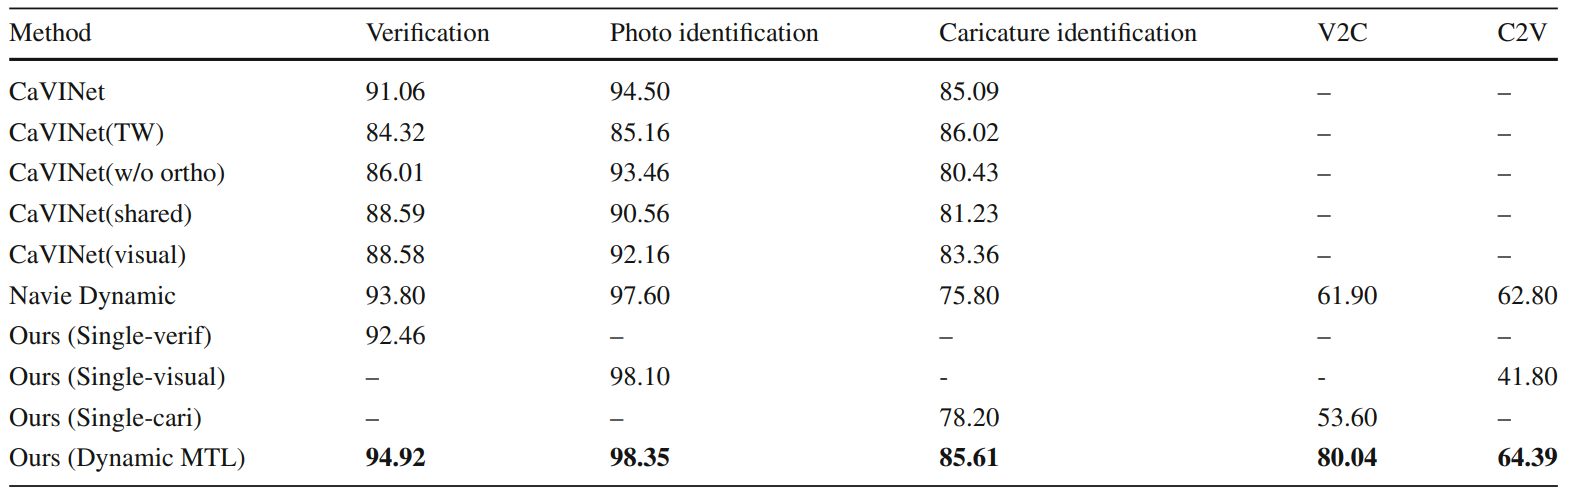 Method Verification Photo identification Caricature identification V2C C2V
CaVINet 91.06 94.50 85.09 – –
CaVINet(TW) 84.32 85.16 86.02 – –
CaVINet(w/o ortho) 86.01 93.46 80.43 – –
CaVINet(shared) 88.59 90.56 81.23 – –
CaVINet(visual) 88.58 92.16 83.36 – –
Navie Dynamic 93.80 97.60 75.80 61.90 62.80
Ours (Single-verif) 92.46 – – – –
Ours (Single-visual) – 98.10 - - 41.80
Ours (Single-cari) – – 78.20 53.60 –
Ours (Dynamic MTL) 94.92 98.35 85.61 80.04 64.39